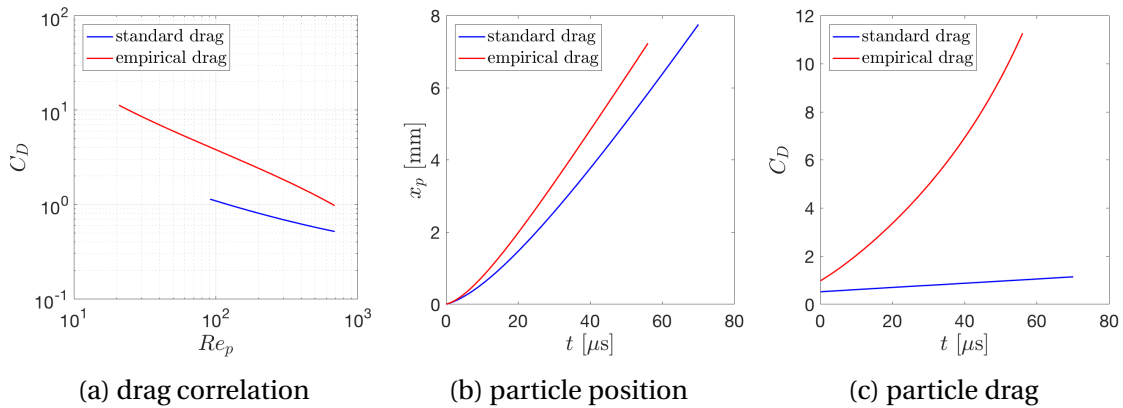 10^2
10^1
10^0
10^{-1}
C_D
standard drag
empirical drag
10^1
10^2
10^3
Re_p
(a) drag correlation
8
6
4
2
0
x_p [mm]
standard drag
empirical drag
0
20
40
60
80
t [μs]
(b) particle position
12
10
8
6
4
2
0
C_D
standard drag
empirical drag
0
20
40
60
80
t [μs]
(c) particle drag